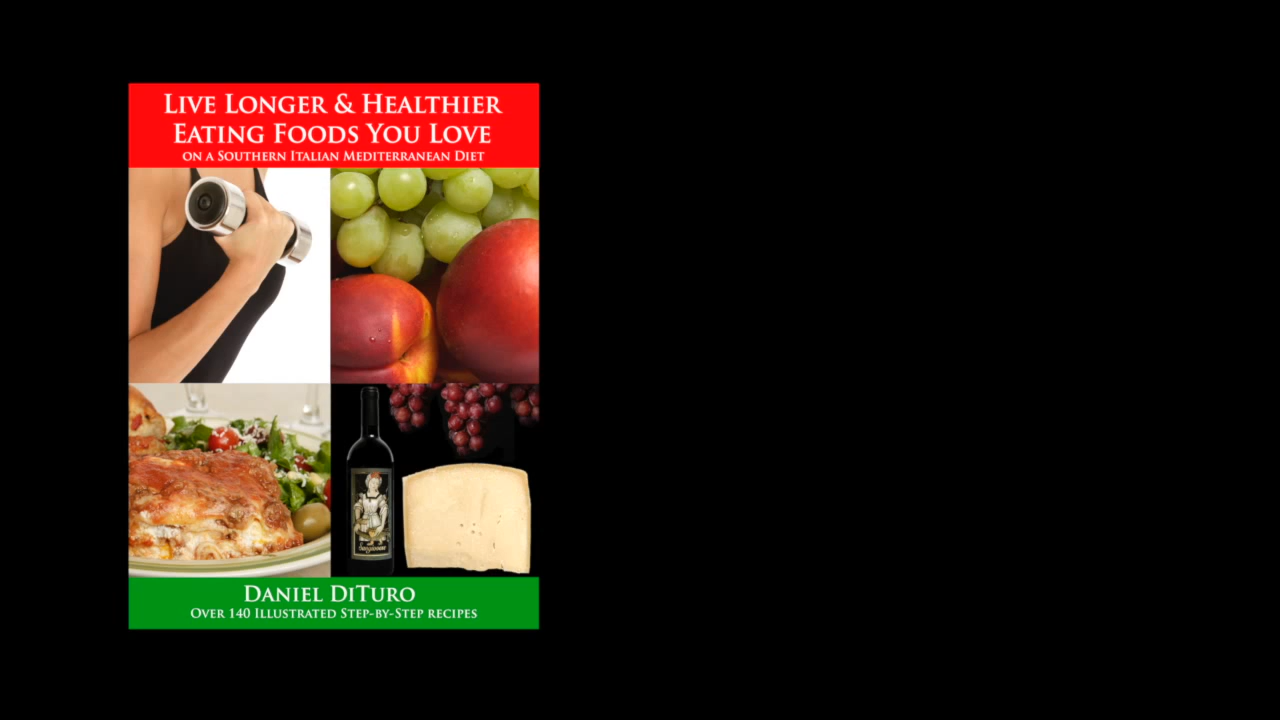 Live Longer & Healthier
Eating Foods You Love
on a Southern Italian Mediterranean Diet
Sangiovese
Daniel DiTuro
Over 140 Illustrated Step-by-Step recipes